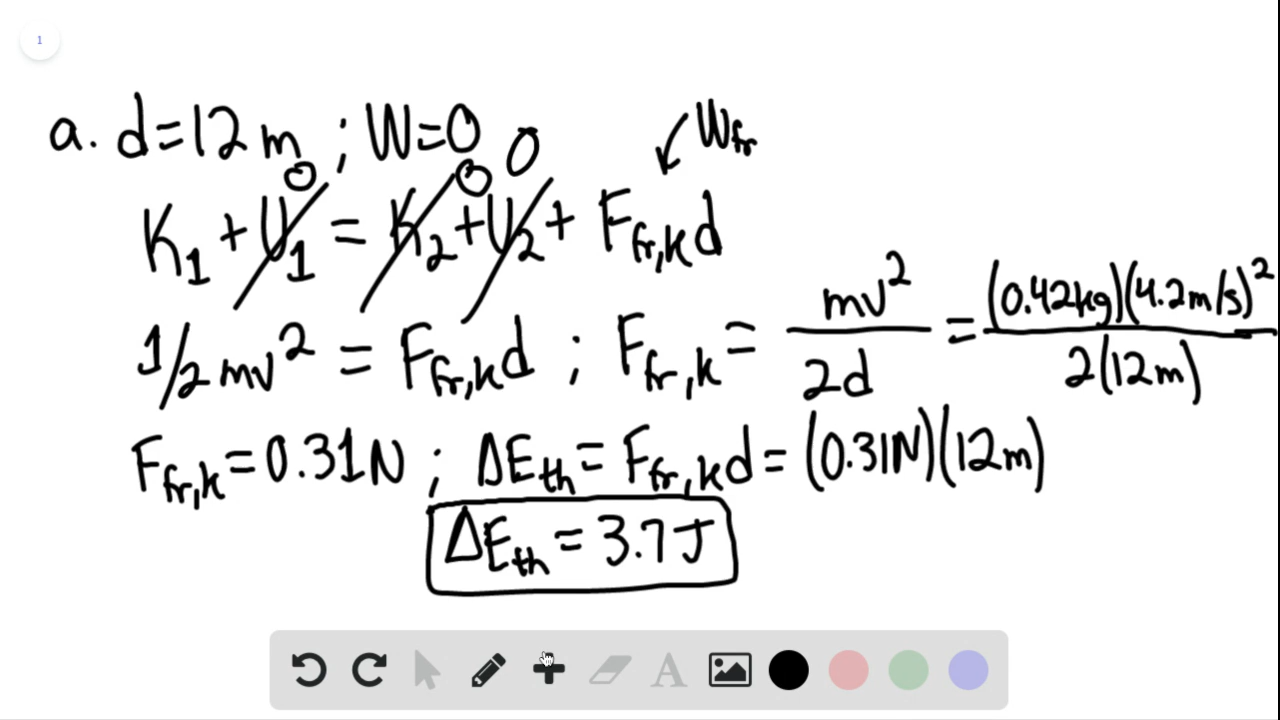 1
a. d=12 m ; W=0
0 0 0 W_fr
K_1 + U_1 = K_2 + U_2 + F_fr,k d
1/2 mv^2 = F_fr,k d ; F_fr,k = mv^2/2d = (0.42kg)(4.2m/s)^2/2(12m)
F_fr,k = 0.31N ; ΔE_th = F_fr,k d = (0.31N)(12m)
ΔE_th = 3.7J
A